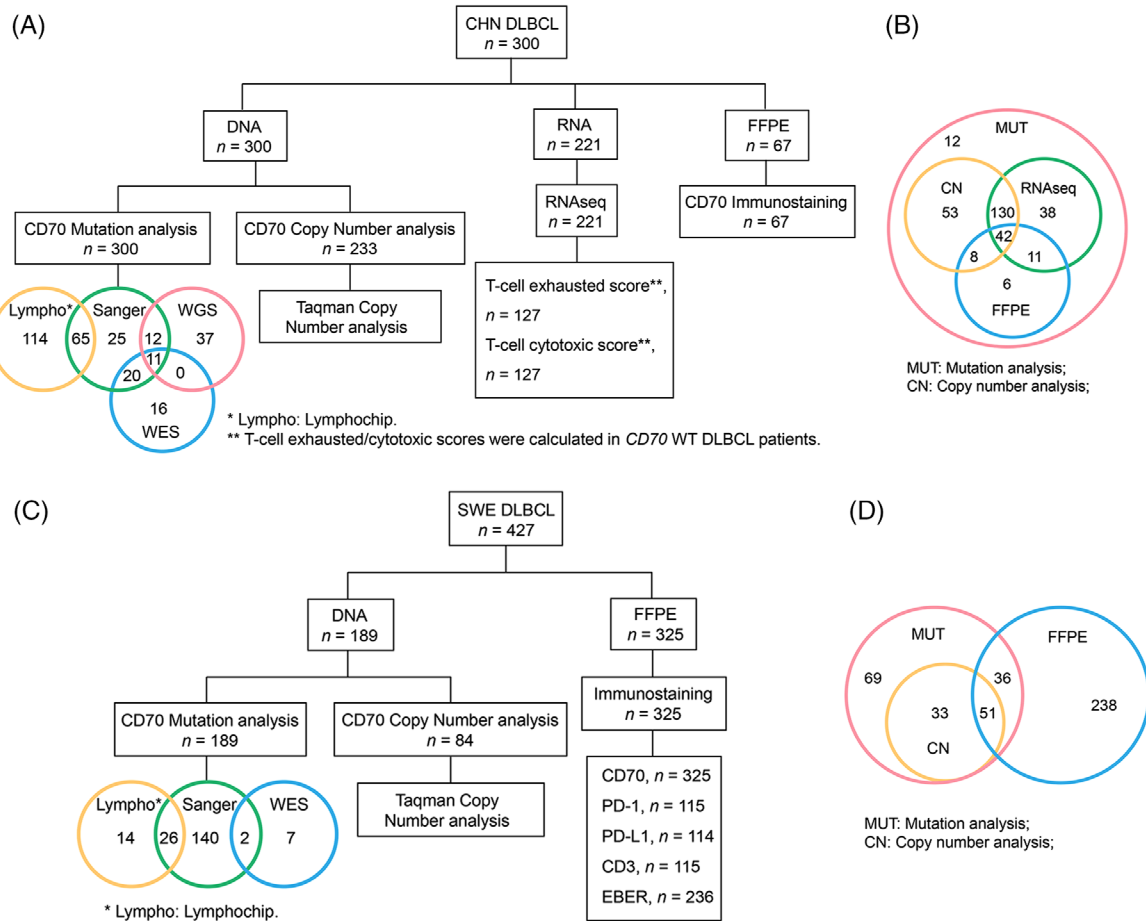 (A)
CHN DLBCL
n = 300
DNA
n = 300
RNA
n = 221
FFPE
n = 67
CD70 Mutation analysis
n = 300
CD70 Copy Number analysis
n = 233
RNAseq
n = 221
CD70 Immunostaining
n = 67
Taqman Copy
Number analysis
T-cell exhausted score**,
n = 127
T-cell cytotoxic score**,
n = 127
Lympho*
Sanger
WGS
114
65
25
12
37
11
20
0
16
WES
* Lympho: Lymphochip.
** T-cell exhausted/cytotoxic scores were calculated in CD70 WT DLBCL patients.
(B)
MUT
12
CN
RNAseq
53
130
38
42
8
11
6
FFPE
MUT: Mutation analysis;
CN: Copy number analysis;
(C)
SWE DLBCL
n = 427
DNA
n = 189
FFPE
n = 325
CD70 Mutation analysis
n = 189
CD70 Copy Number analysis
n = 84
Immunostaining
n = 325
Taqman Copy
Number analysis
CD70, n = 325
PD-1, n = 115
PD-L1, n = 114
CD3, n = 115
EBER, n = 236
Lympho*
Sanger
WES
14
26
140
2
7
* Lympho: Lymphochip.
(D)
MUT
FFPE
69
36
33
51
238
CN
MUT: Mutation analysis;
CN: Copy number analysis;